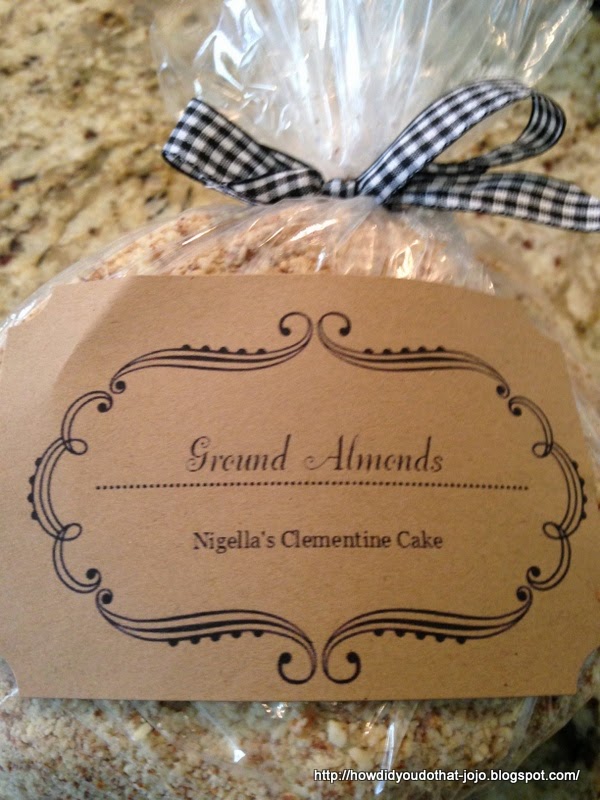 Ground Almonds
Nigella's Clementine Cake
http://howdidyoudothat-jojo.blogspot.com/